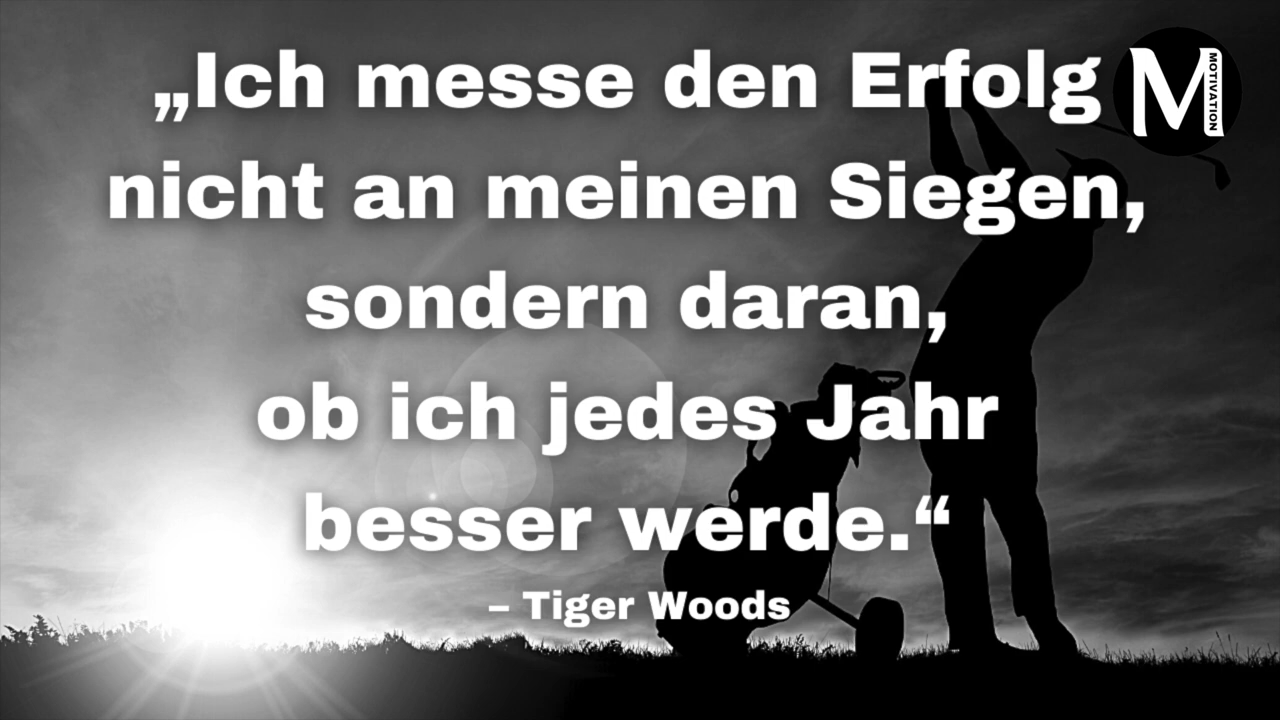 „Ich messe den Erfolg
nicht an meinen Siegen,
sondern daran,
ob ich jedes Jahr
besser werde.“
– Tiger Woods
M MOTIVATION